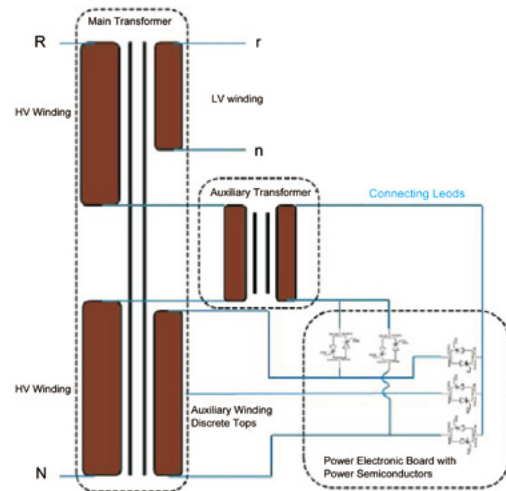 Main Transformer
R
r
HV Winding
LV winding
n
Auxiliary Transformer
Connecting Leods
HV Winding
Auxiliary Winding
Discrete Tops
N
Power Electronic Board with
Power Semiconductors